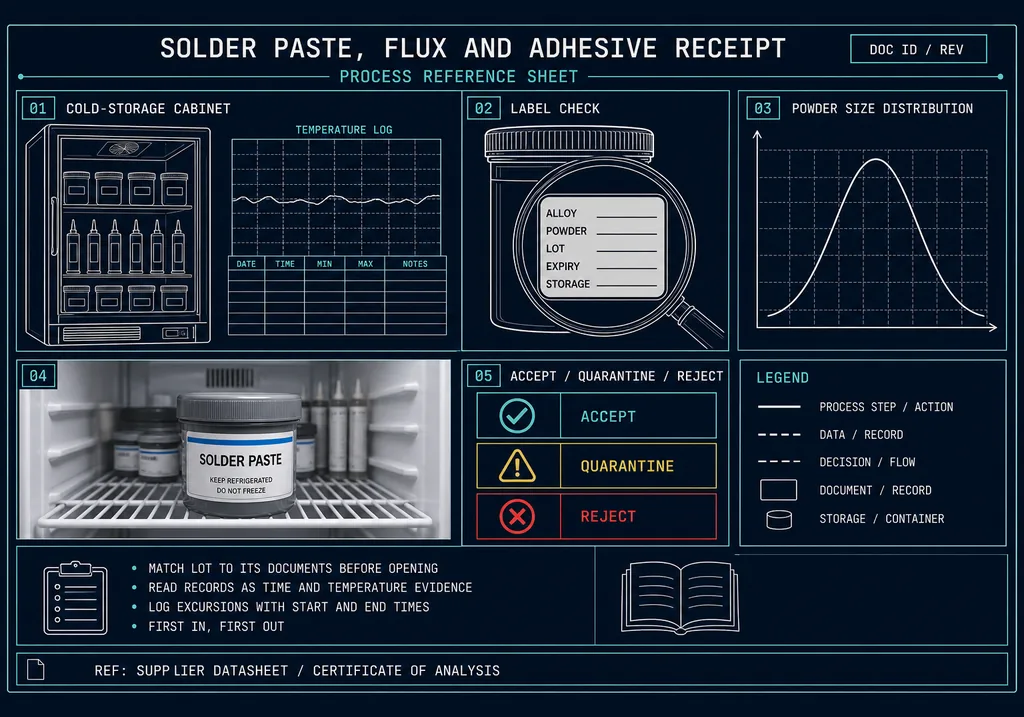 SOLDER PASTE, FLUX AND ADHESIVE RECEIPT
DOC ID / REV
PROCESS REFERENCE SHEET
01 COLD-STORAGE CABINET
TEMPERATURE LOG
DATE TIME MIN MAX NOTES
02 LABEL CHECK
ALLOY
POWDER
LOT
EXPIRY
STORAGE
03 POWDER SIZE DISTRIBUTION
04
SOLDER PASTE
KEEP REFRIGERATED
DO NOT FREEZE
05 ACCEPT / QUARANTINE / REJECT
ACCEPT
QUARANTINE
REJECT
LEGEND
PROCESS STEP / ACTION
DATA / RECORD
DECISION / FLOW
DOCUMENT / RECORD
STORAGE / CONTAINER
• MATCH LOT TO ITS DOCUMENTS BEFORE OPENING
• READ RECORDS AS TIME AND TEMPERATURE EVIDENCE
• LOG EXCURSIONS WITH START AND END TIMES
• FIRST IN, FIRST OUT
REF: SUPPLIER DATASHEET / CERTIFICATE OF ANALYSIS